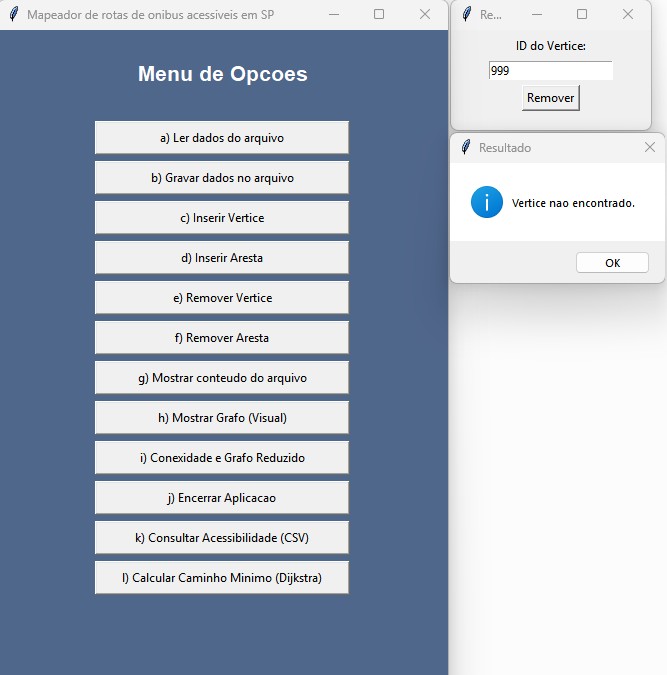 Mapeador de rotas de onibus acessiveis em SP
Menu de Opcoes
a) Ler dados do arquivo
b) Gravar dados no arquivo
c) Inserir Vertice
d) Inserir Aresta
e) Remover Vertice
f) Remover Aresta
g) Mostrar conteudo do arquivo
h) Mostrar Grafo (Visual)
i) Conexidade e Grafo Reduzido
j) Encerrar Aplicacao
k) Consultar Acessibilidade (CSV)
l) Calcular Caminho Minimo (Dijkstra)
Re...
ID do Vertice:
999
Remover
Resultado
Vertice nao encontrado.
OK